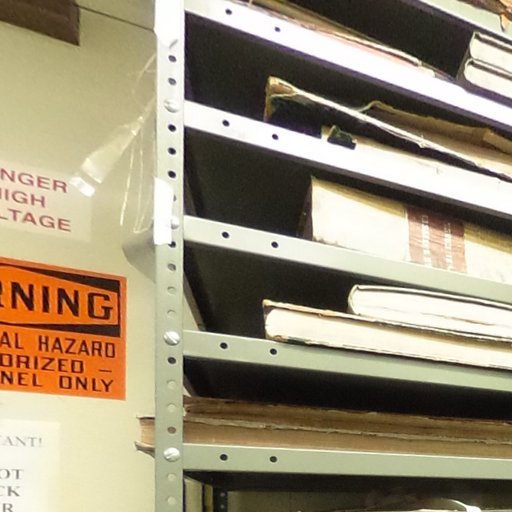 NGER
IGH
LTAGE
RNING
AL HAZARD
ORIZED —
NEL ONLY
ANT!
OT
CK
R